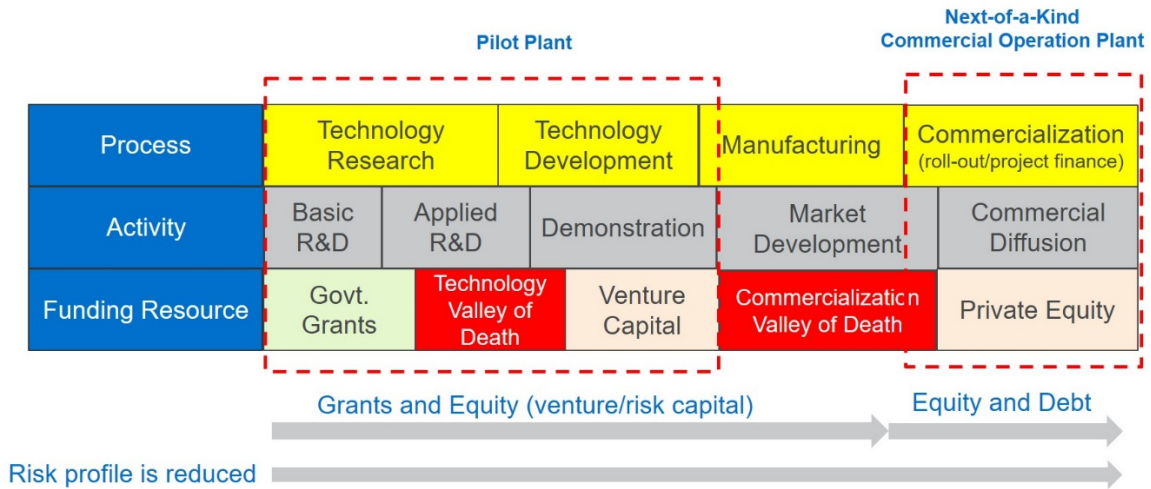 Next-of-a-Kind
Pilot Plant
Commercial Operation Plant
Process
Technology
Research
Technology
Development
Manufacturing
Commercialization
(roll-out/project finance)
Activity
Basic
R&D
Applied
R&D
Demonstration
Market
Development
Commercial
Diffusion
Funding Resource
Govt.
Grants
Technology
Valley of
Death
Venture
Capital
Commercialization
Valley of Death
Private Equity
Grants and Equity (venture/risk capital)
Equity and Debt
Risk profile is reduced